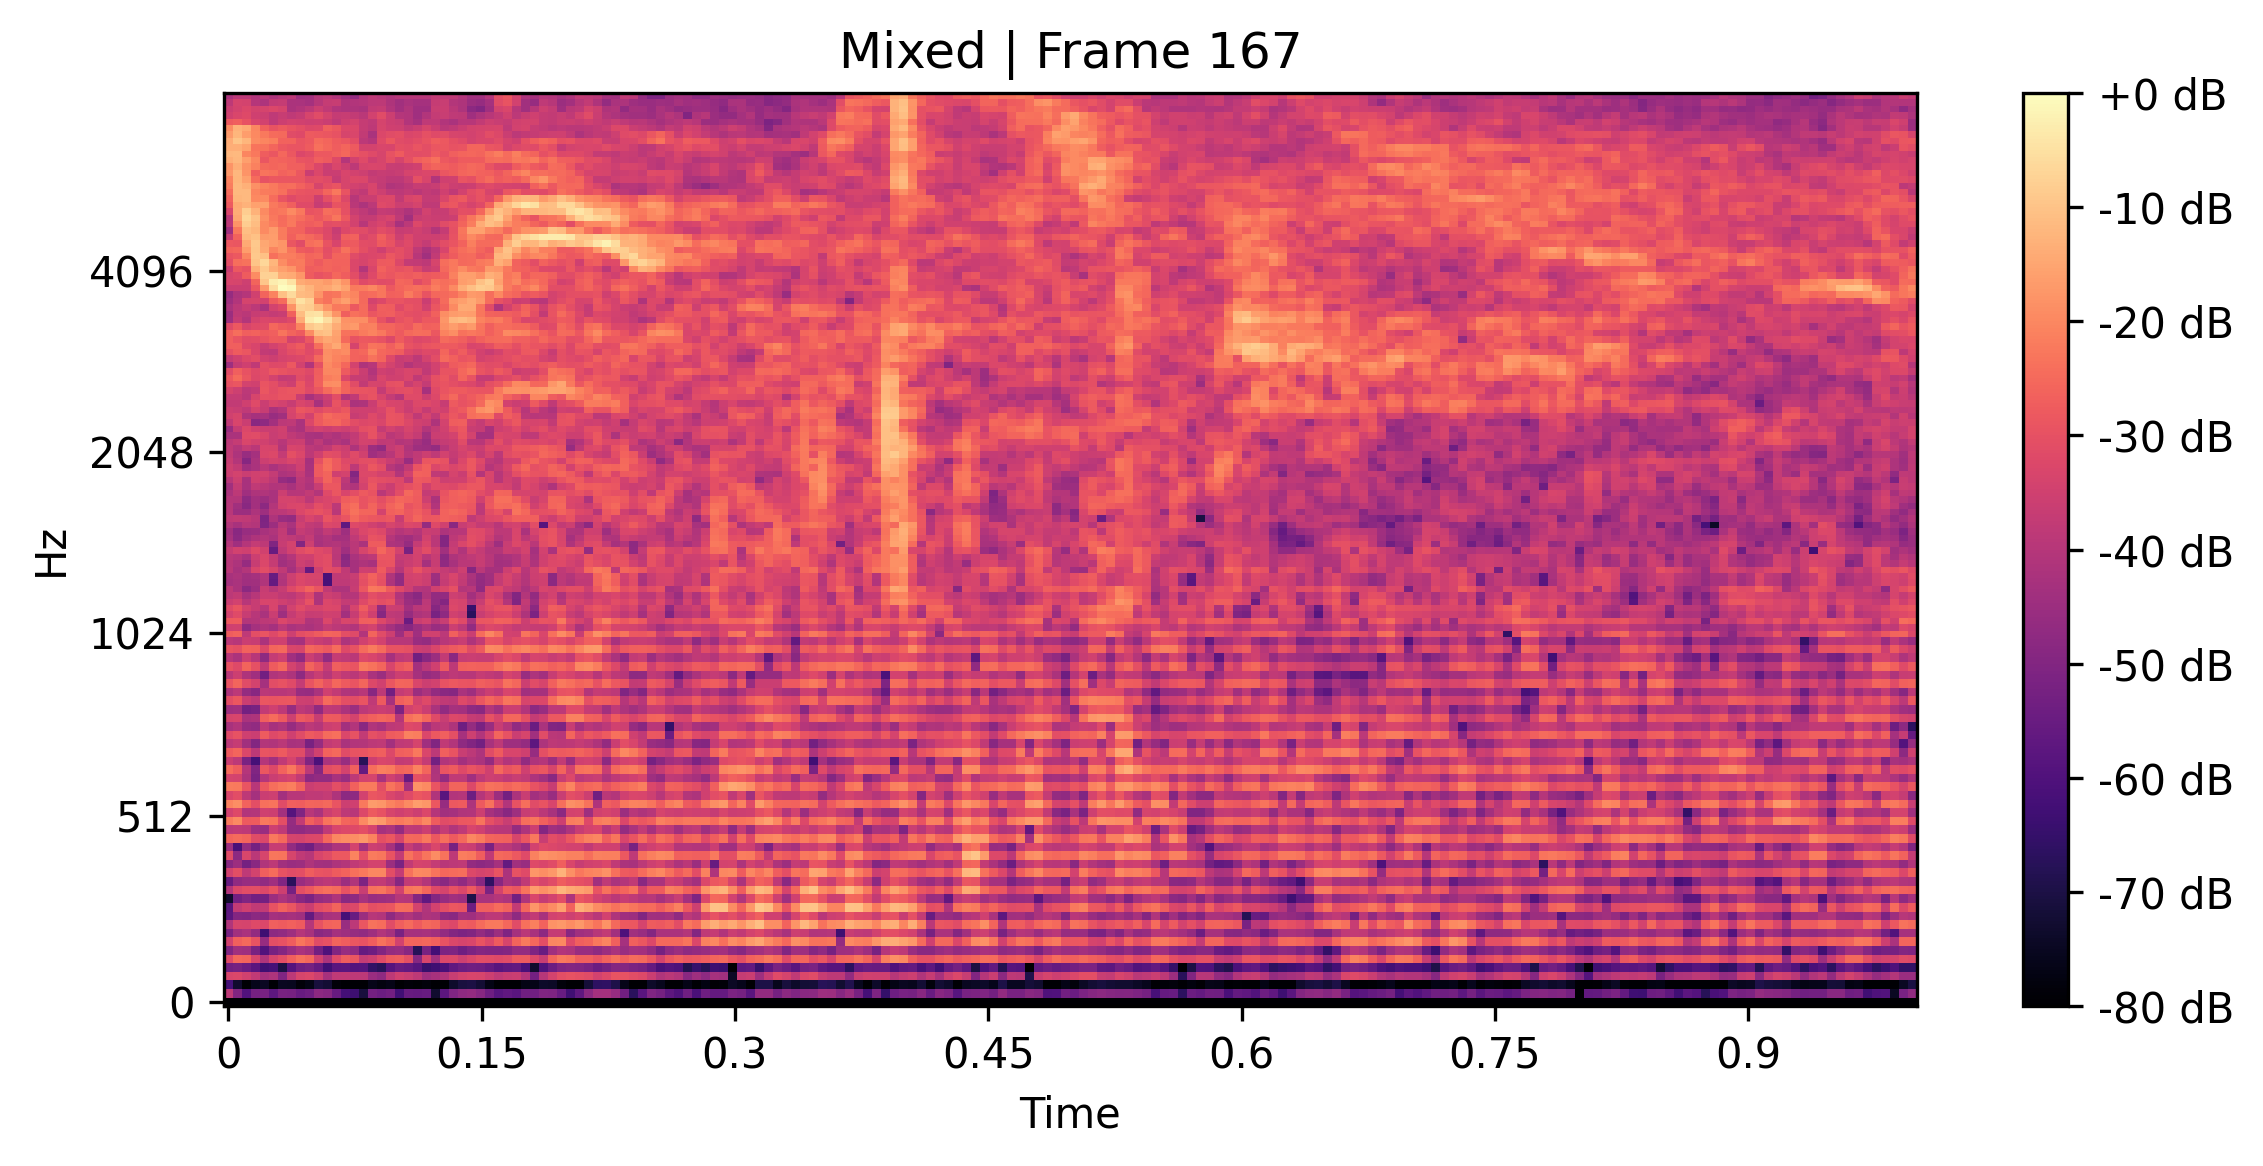 Mixed | Frame 167
+0 dB
-10 dB
-20 dB
-30 dB
-40 dB
-50 dB
-60 dB
-70 dB
-80 dB
Hz
4096
2048
1024
512
0
0 0.15 0.3 0.45 0.6 0.75 0.9
Time